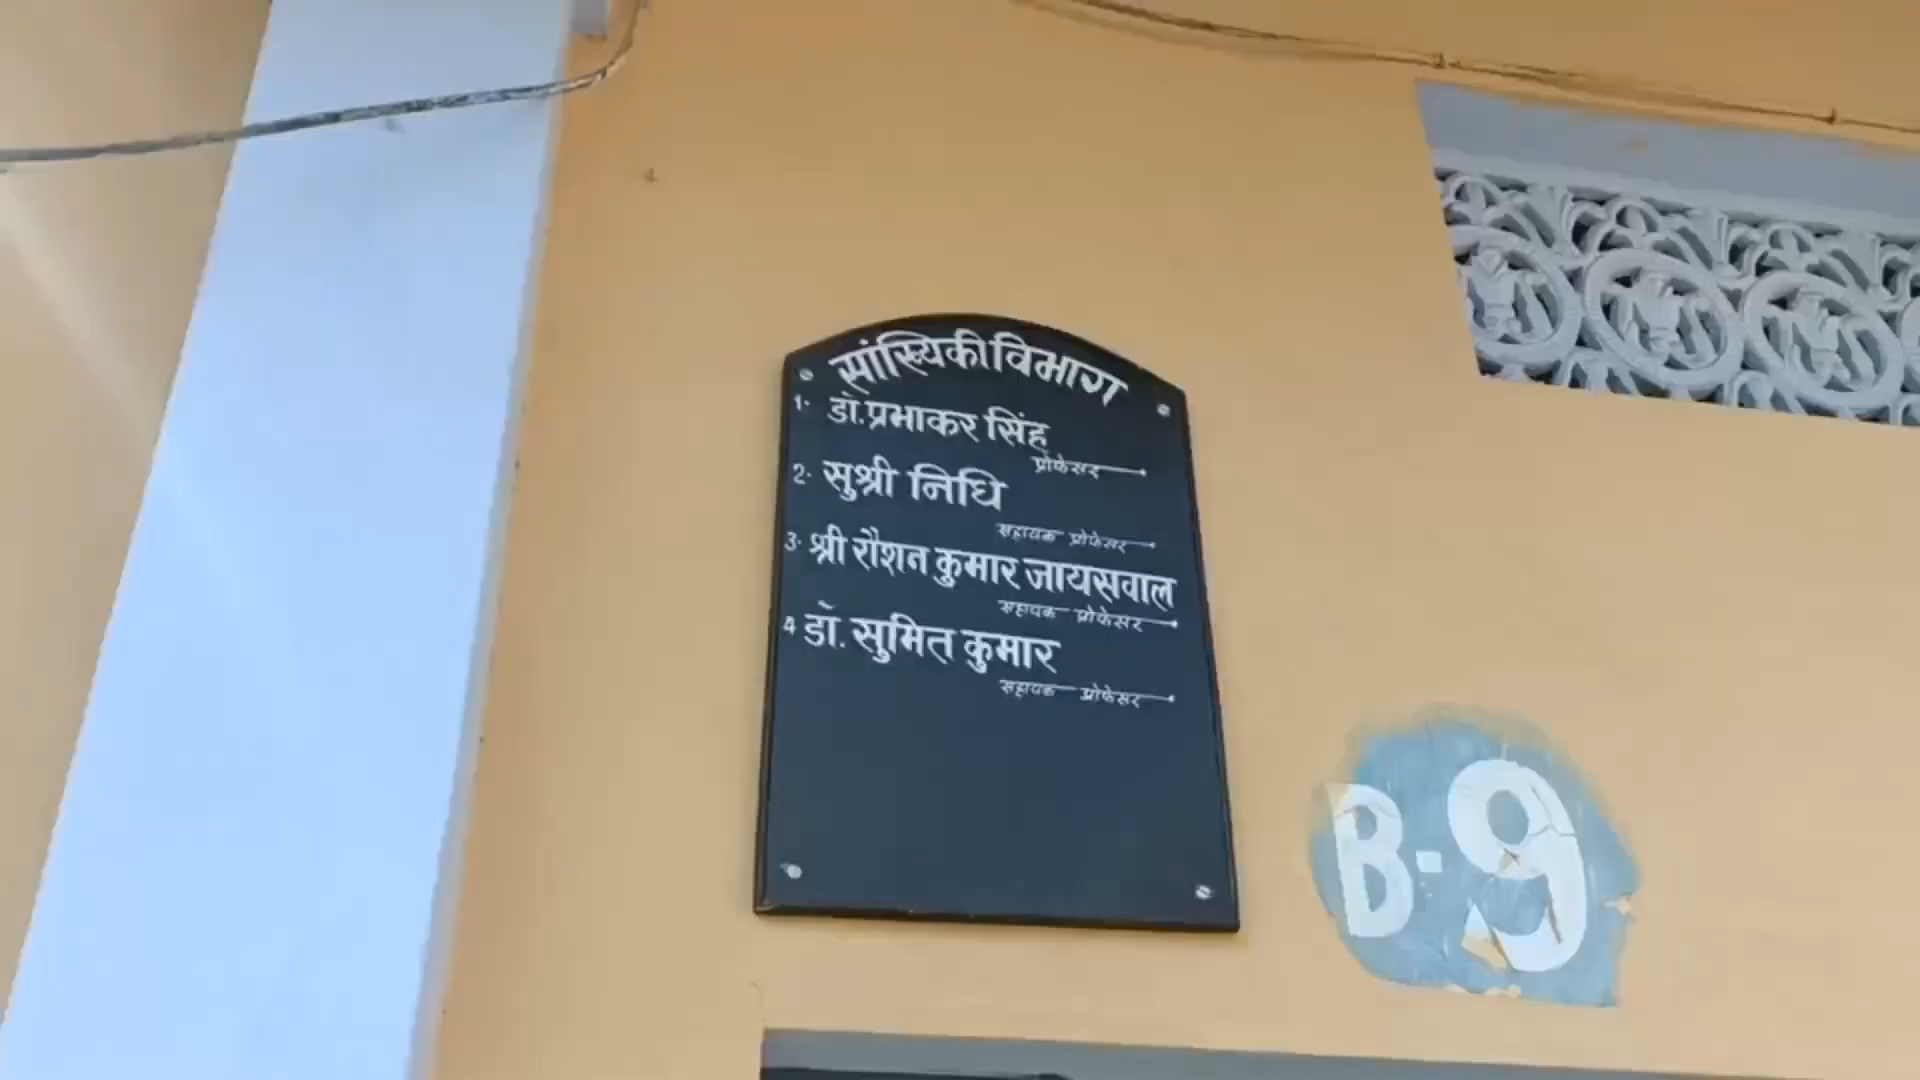 सांख्यिकी विभाग
1. डॉ. प्रभाकर सिंह
प्रोफेसर
2. सुश्री निधि
सहायक प्रोफेसर
3. श्री रौशन कुमार जायसवाल
सहायक प्रोफेसर
4 डॉ. सुमित कुमार
सहायक प्रोफेसर
B-9